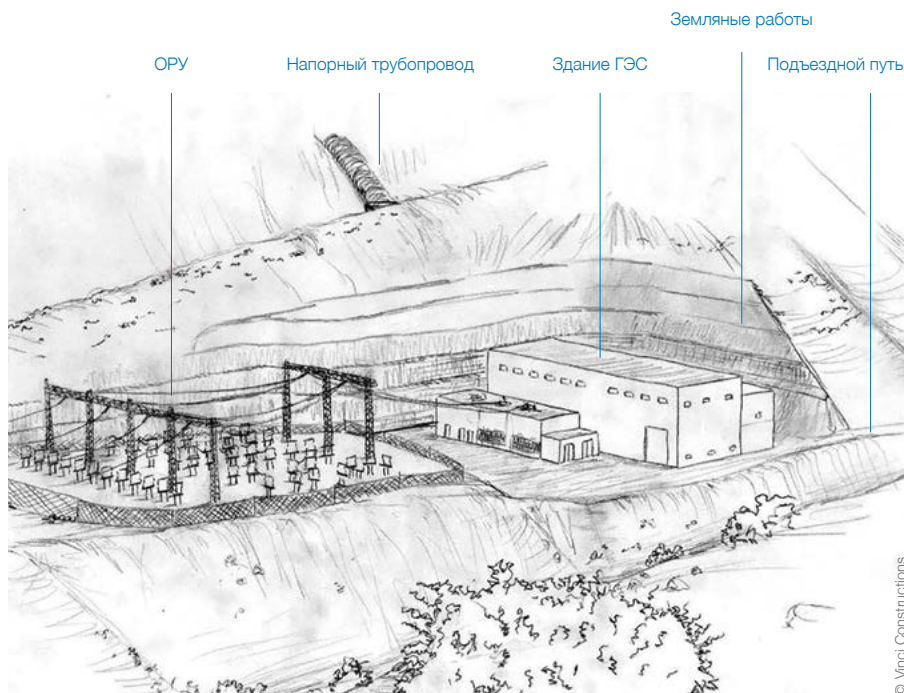 Земляные работы
ОРУ
Напорный трубопровод
Здание ГЭС
Подъездной путь
© Vinci Constructions